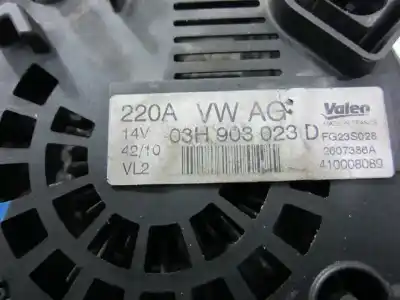 220A VW AG Valeo
14V 03H 903 023 D FG23S028
42/10 2607386A
VL2 410008089